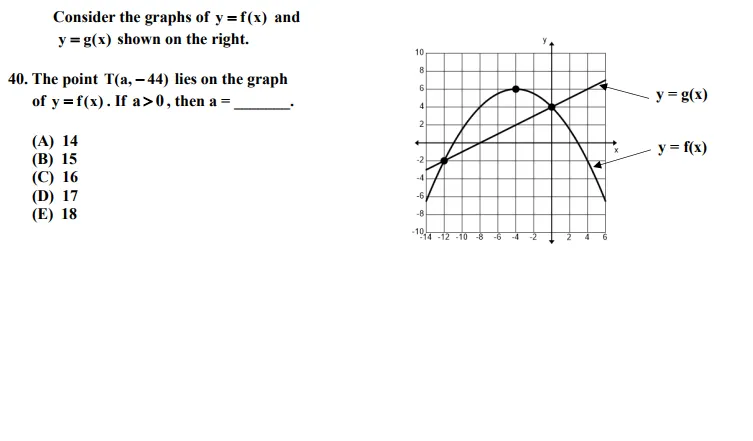 Consider the graphs of y = f(x) and
y = g(x) shown on the right.
40. The point T(a, – 44) lies on the graph
of y = f(x). If a > 0, then a = _______.
(A) 14
(B) 15
(C) 16
(D) 17
(E) 18
y
10
8
6
4
2
-2
-4
-6
-8
-10
-14 -12 -10 -8 -6 -4 -2 2 4 6
x
y = g(x)
y = f(x)